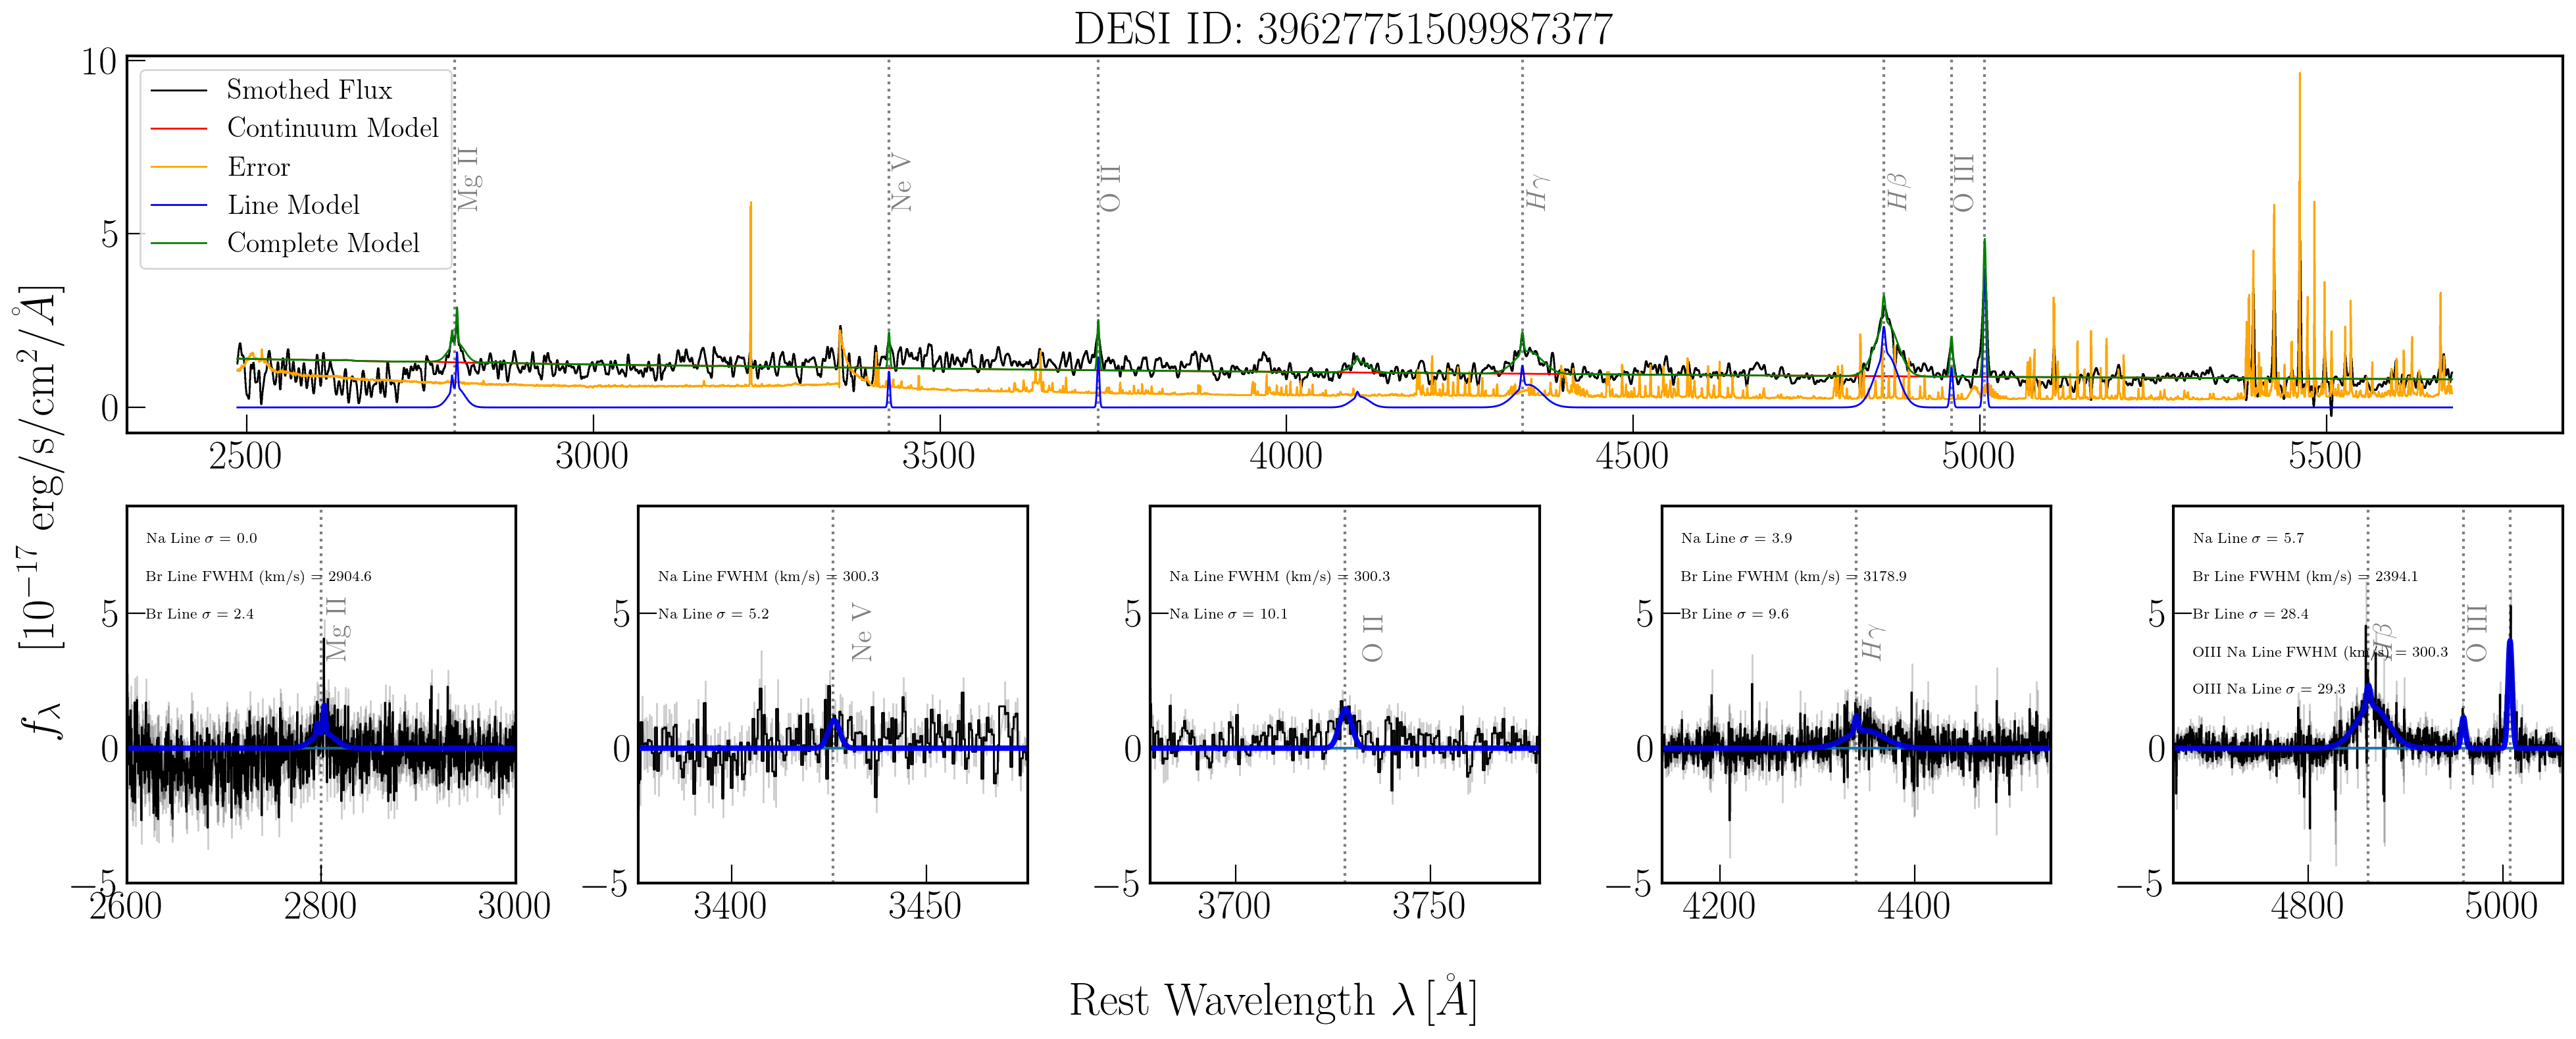 DESI ID: 39627751509987377
10
5
0
Smothed Flux
Continuum Model
Error
Line Model
Complete Model
Mg II
Ne V
O II
Hγ
Hβ
O III
2500 3000 3500 4000 4500 5000 5500
f_λ [10^−17 erg/s/cm^2/Å]
Na Line σ = 0.0
Br Line FWHM (km/s) = 2904.6
Br Line σ = 2.4
Mg II
5
0
−5
2600 2800 3000
Na Line FWHM (km/s) = 300.3
Na Line σ = 5.2
Ne V
5
0
−5
3400 3450
Na Line FWHM (km/s) = 300.3
Na Line σ = 10.1
O II
5
0
−5
3700 3750
Na Line σ = 3.9
Br Line FWHM (km/s) = 3178.9
Br Line σ = 9.6
Hγ
5
0
−5
4200 4400
Na Line σ = 5.7
Br Line FWHM (km/s) = 2394.1
Br Line σ = 28.4
OIII Na Line FWHM (km/s) = 300.3
OIII Na Line σ = 29.3
Hβ
O III
5
0
−5
4800 5000
Rest Wavelength λ [Å]